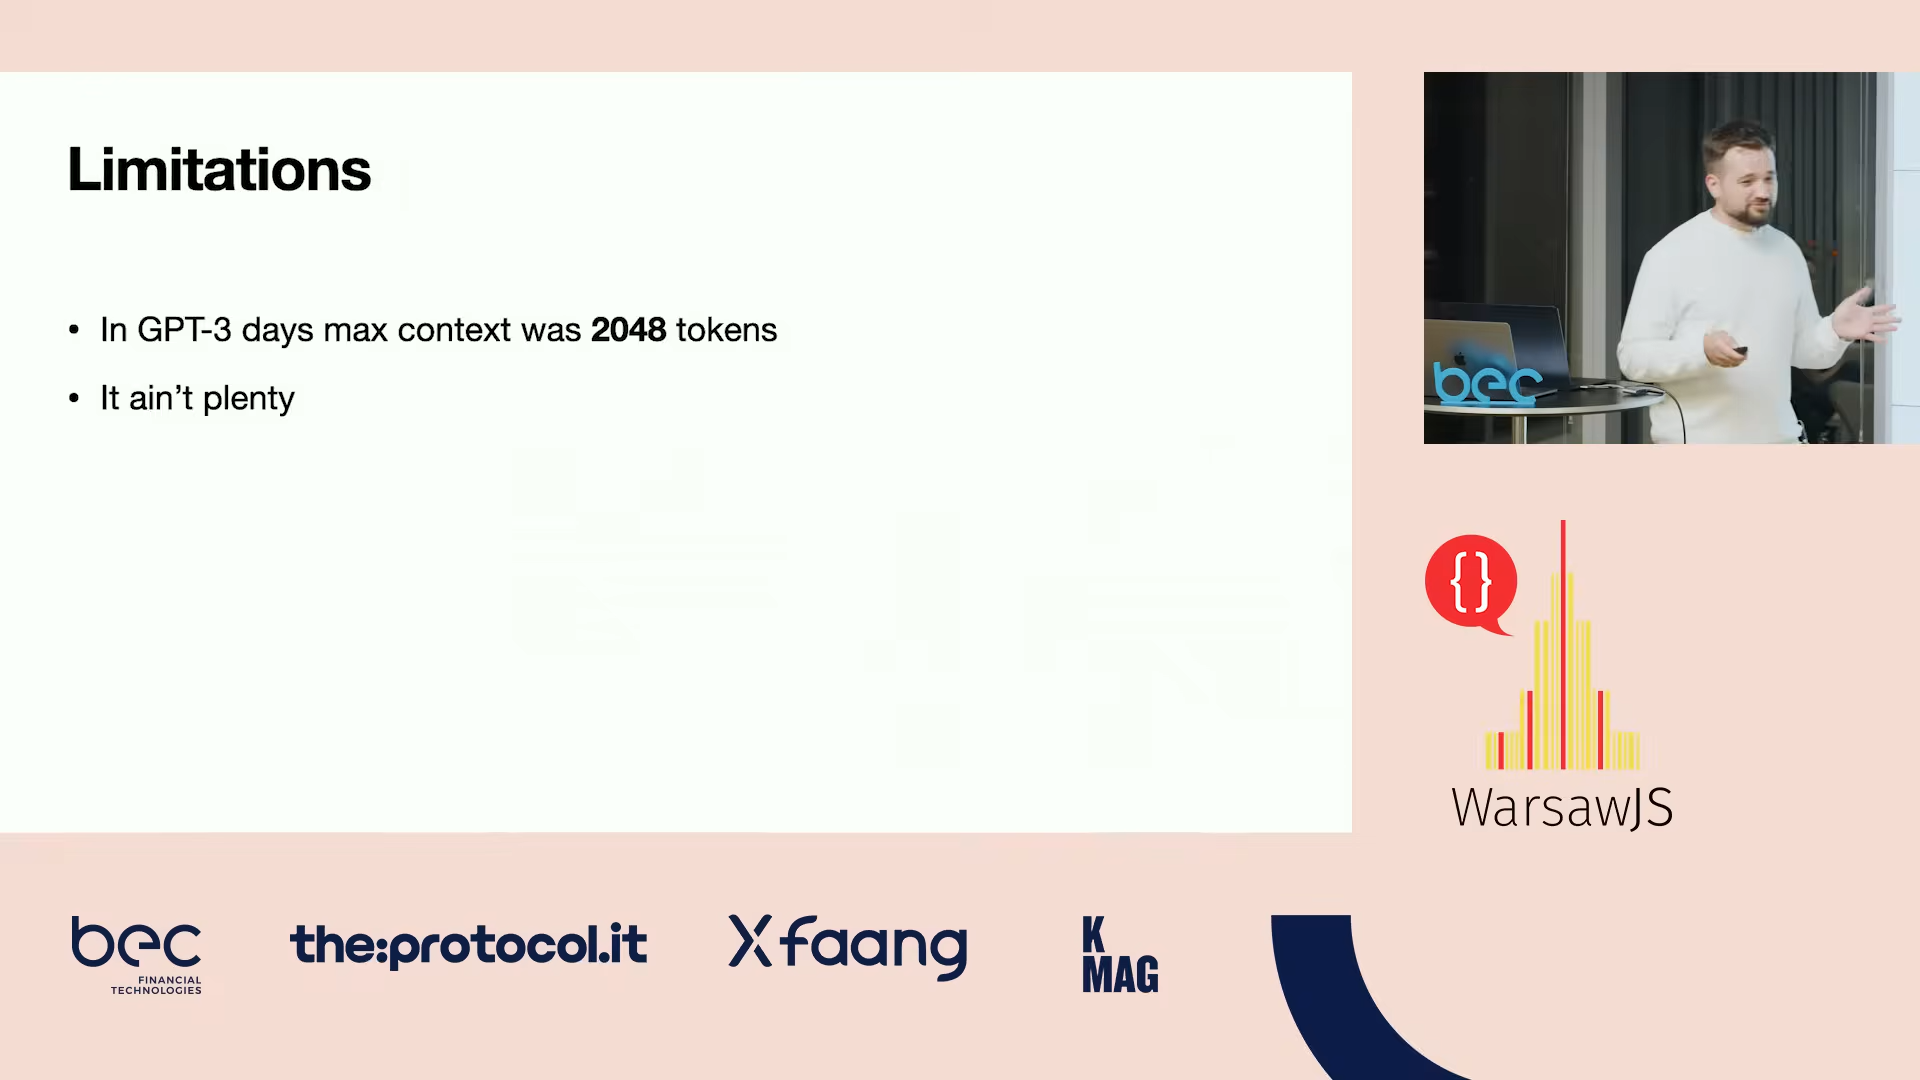 Limitations
• In GPT-3 days max context was 2048 tokens
• It ain’t plenty
bec
{}
WarsawJS
bec
FINANCIAL
TECHNOLOGIES
the:protocol.it
Xfaang
K
MAG